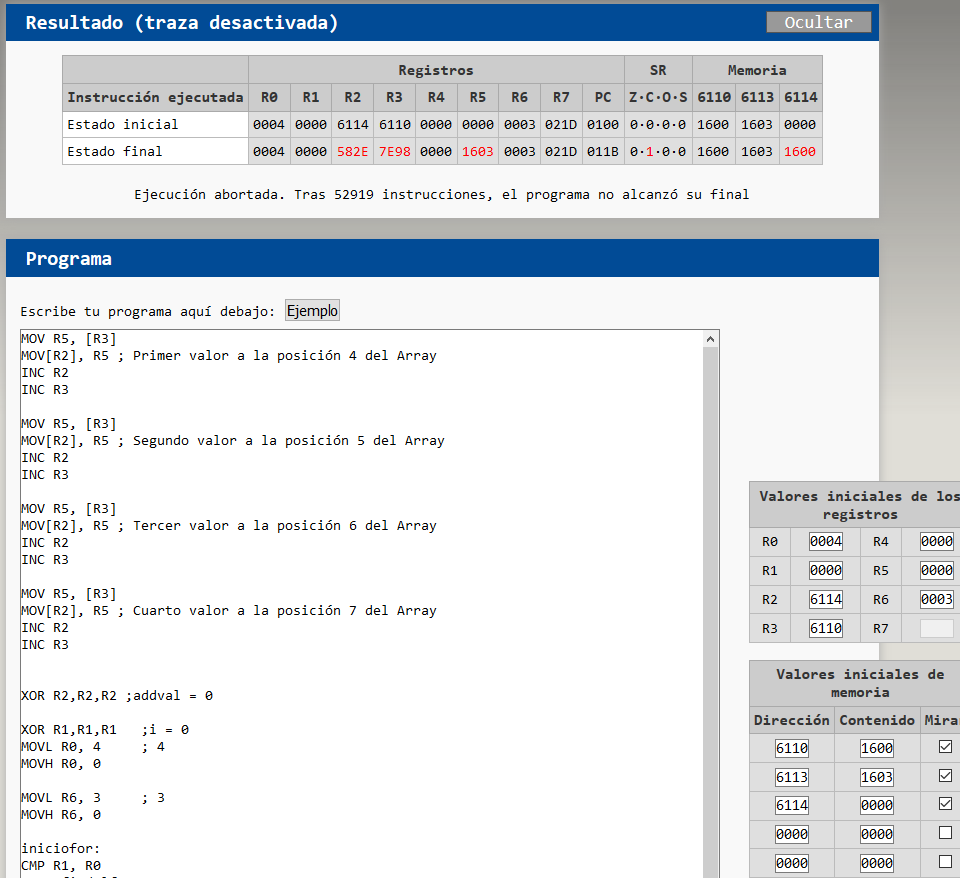 Resultado (traza desactivada)
Ocultar
Registros SR Memoria
Instrucción ejecutada R0 R1 R2 R3 R4 R5 R6 R7 PC Z·C·O·S 6110 6113 6114
Estado inicial 0004 0000 6114 6110 0000 0000 0003 021D 0100 0·0·0·0 1600 1603 0000
Estado final 0004 0000 582E 7E98 0000 1603 0003 021D 011B 0·1·0·0 1600 1603 1600
Ejecución abortada. Tras 52919 instrucciones, el programa no alcanzó su final
Programa
Escribe tu programa aquí debajo: Ejemplo
MOV R5, [R3]
MOV[R2], R5 ; Primer valor a la posición 4 del Array
INC R2
INC R3
MOV R5, [R3]
MOV[R2], R5 ; Segundo valor a la posición 5 del Array
INC R2
INC R3
MOV R5, [R3]
MOV[R2], R5 ; Tercer valor a la posición 6 del Array
INC R2
INC R3
MOV R5, [R3]
MOV[R2], R5 ; Cuarto valor a la posición 7 del Array
INC R2
INC R3
XOR R2,R2,R2 ;addval = 0
XOR R1,R1,R1 ;i = 0
MOVL R0, 4 ; 4
MOVH R0, 0
MOVL R6, 3 ; 3
MOVH R6, 0
iniciofor:
CMP R1, R0
Valores iniciales de los
registros
R0 0004 R4 0000
R1 0000 R5 0000
R2 6114 R6 0003
R3 6110 R7
Valores iniciales de
memoria
Dirección Contenido Mira
6110 1600
6113 1603
6114 0000
0000 0000
0000 0000